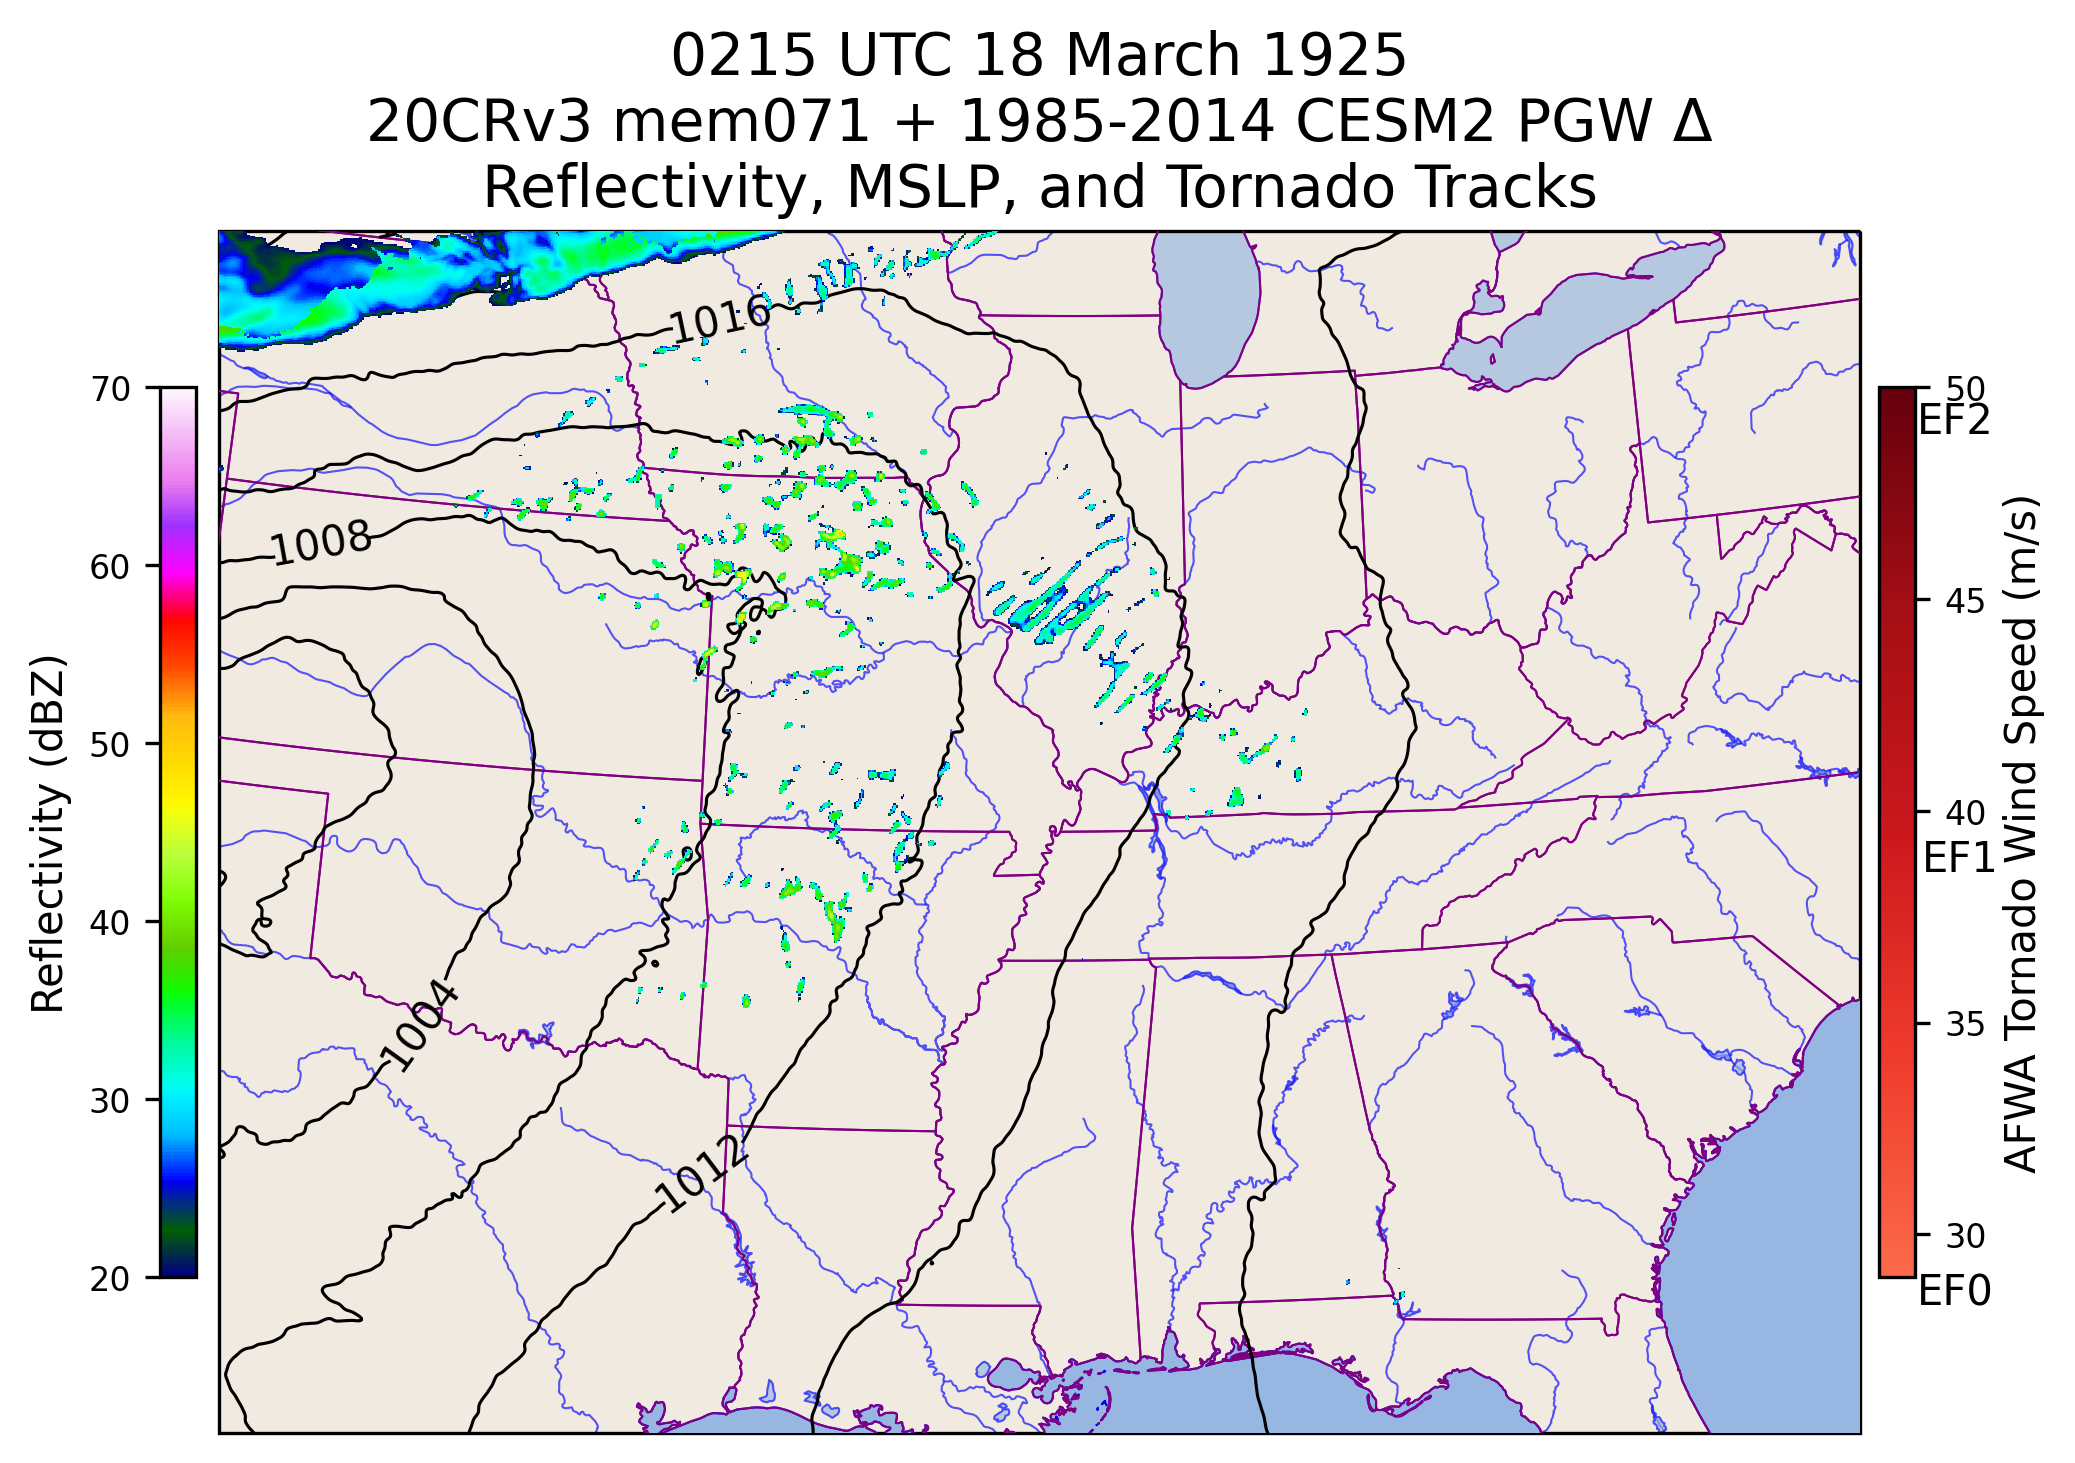 0215 UTC 18 March 1925
20CRv3 mem071 + 1985-2014 CESM2 PGW Δ
Reflectivity, MSLP, and Tornado Tracks
1016
1008
1004
1012
70
60
50
40
30
20
Reflectivity (dBZ)
50
EF2
45
40
EF1
35
30
EF0
AFWA Tornado Wind Speed (m/s)